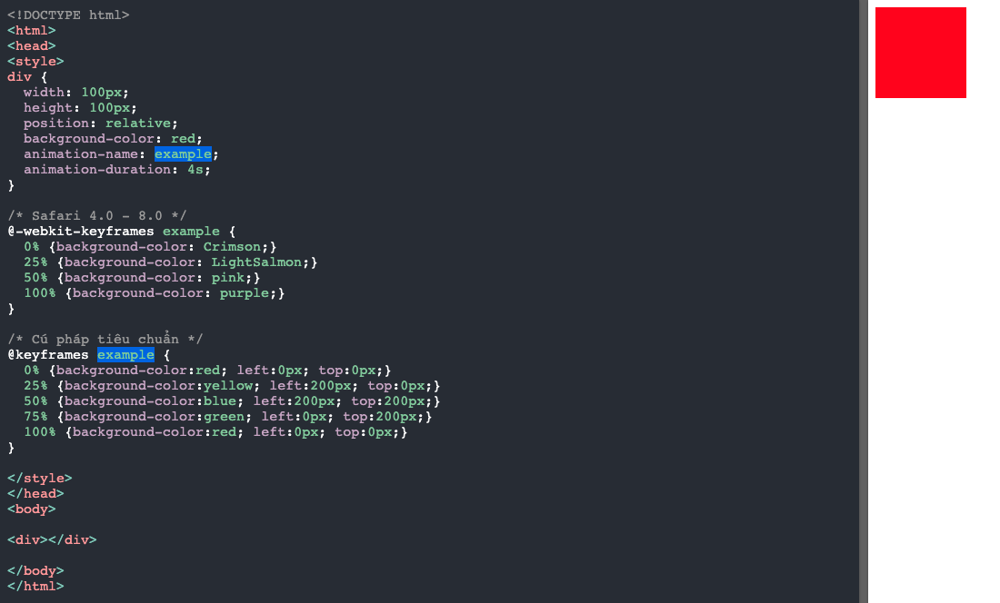 <!DOCTYPE html>
<html>
<head>
<style>
div {
  width: 100px;
  height: 100px;
  position: relative;
  background-color: red;
  animation-name: example;
  animation-duration: 4s;
}

/* Safari 4.0 - 8.0 */
@-webkit-keyframes example {
  0% {background-color: Crimson;}
  25% {background-color: LightSalmon;}
  50% {background-color: pink;}
  100% {background-color: purple;}
}

/* Cú pháp tiêu chuẩn */
@keyframes example {
  0% {background-color:red; left:0px; top:0px;}
  25% {background-color:yellow; left:200px; top:0px;}
  50% {background-color:blue; left:200px; top:200px;}
  75% {background-color:green; left:0px; top:200px;}
  100% {background-color:red; left:0px; top:0px;}
}

</style>
</head>
<body>

<div></div>

</body>
</html>